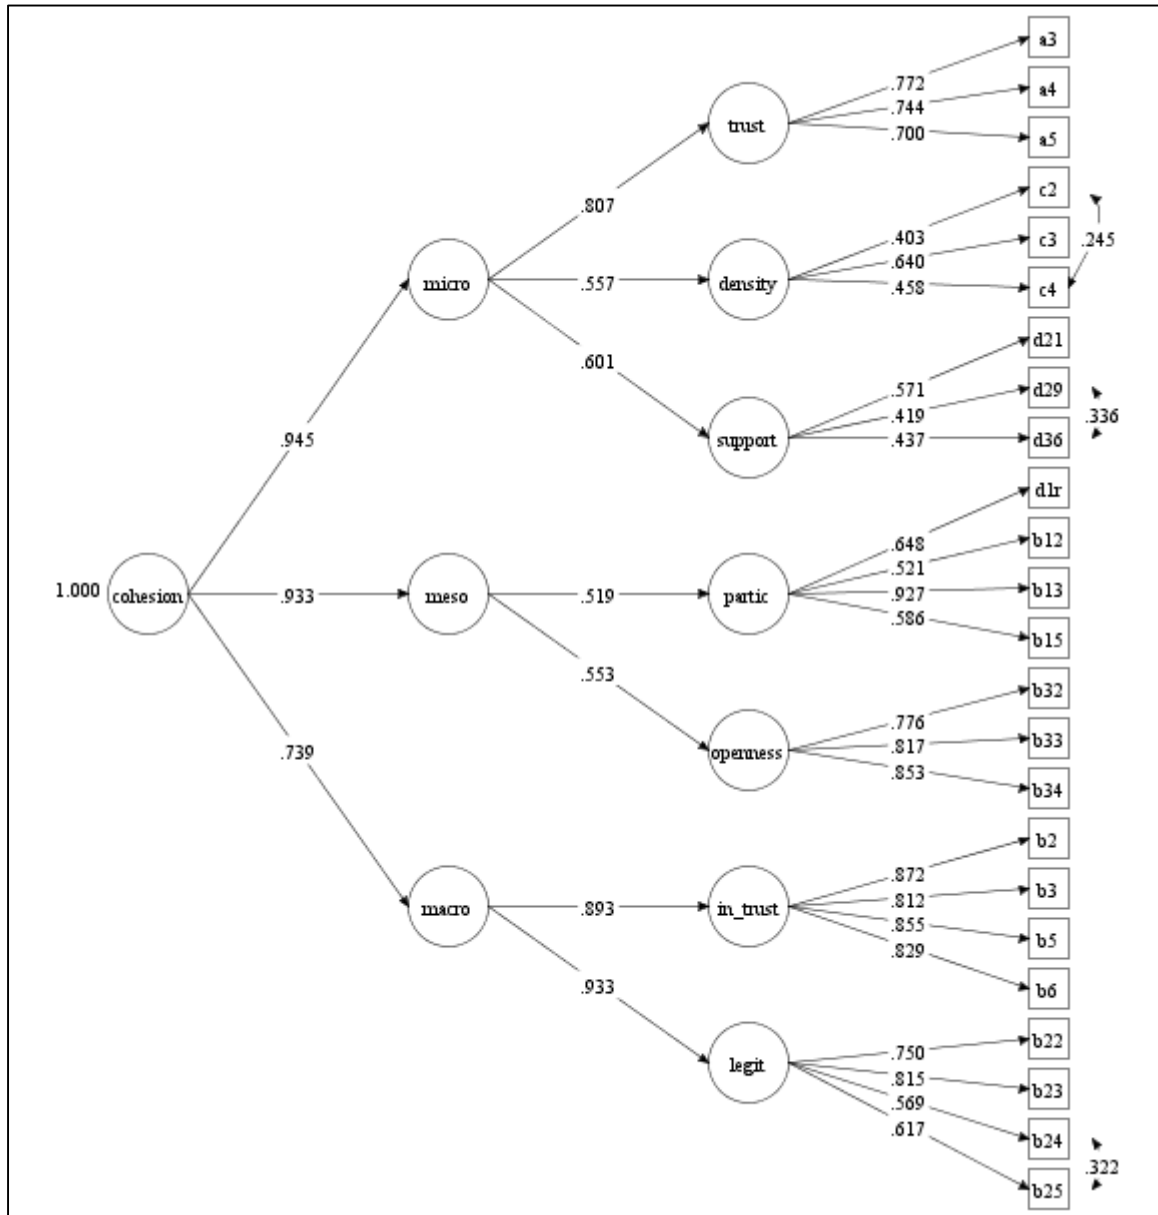 a3
.772
a4
.744
trust
.700
a5
c2
.807
.403
c3
.245
.640
micro
.557
density
.458
c4
d21
.601
.571
d29
.419
.336
.945
support
.437
d36
d1r
.648
b12
.521
1.000
cohesion
.933
meso
.519
partic
.927
b13
.586
b15
.553
b32
.776
.739
openness
.817
b33
.853
b34
b2
.872
b3
.812
macro
.893
in_trust
.855
b5
.829
.933
b6
b22
.750
legit
.815
b23
.569
.617
b24
.322
b25